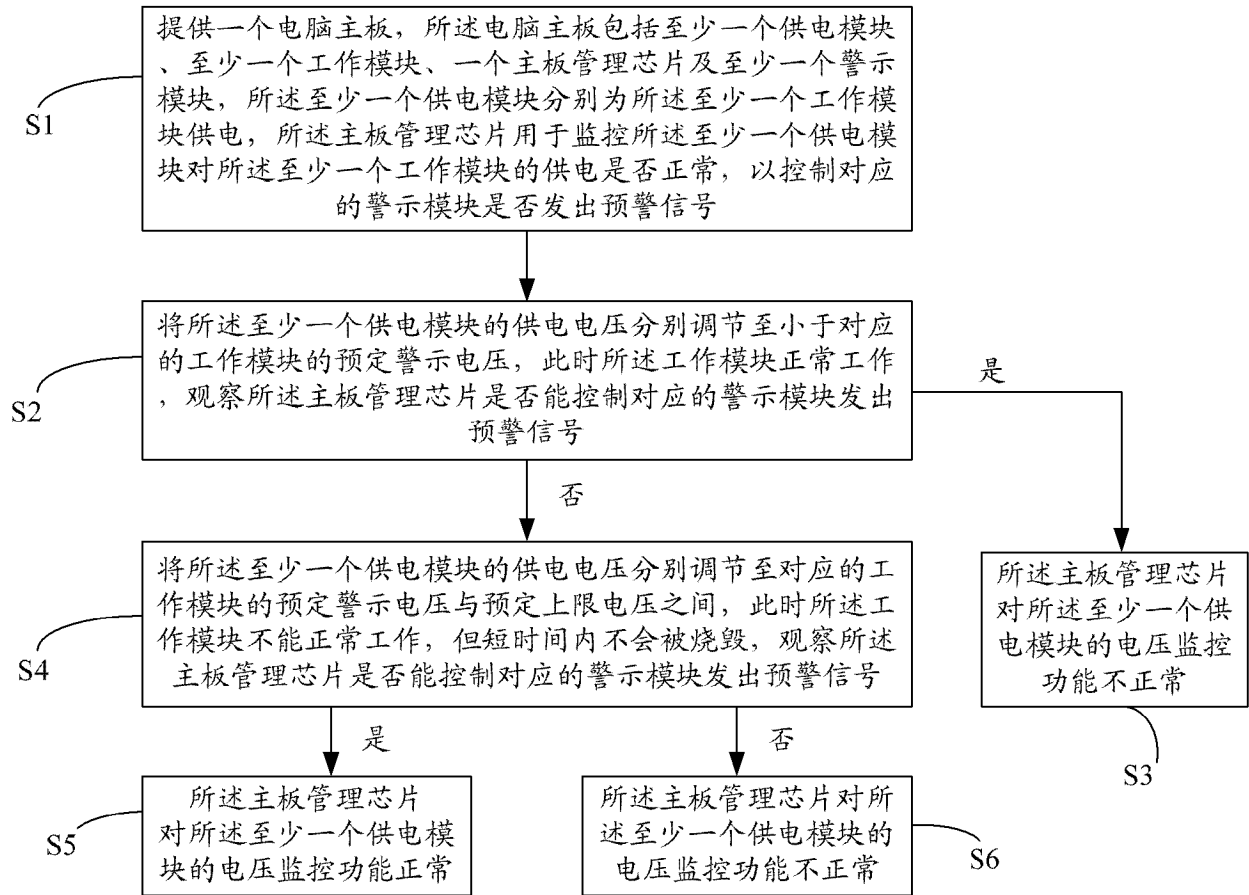 提供一个电脑主板，所述电脑主板包括至少一个供电模块
、至少一个工作模块、一个主板管理芯片及至少一个警示
模块，所述至少一个供电模块分别为所述至少一个工作模
块供电，所述主板管理芯片用于监控所述至少一个供电模
块对所述至少一个工作模块的供电是否正常，以控制对应
的警示模块是否发出预警信号
S1
将所述至少一个供电模块的供电电压分别调节至小于对应
的工作模块的预定警示电压，此时所述工作模块正常工作
，观察所述主板管理芯片是否能控制对应的警示模块发出
预警信号
S2
是
否
将所述至少一个供电模块的供电电压分别调节至对应的工
作模块的预定警示电压与预定上限电压之间，此时所述工
作模块不能正常工作，但短时间内不会被烧毁，观察所述
主板管理芯片是否能控制对应的警示模块发出预警信号
S4
所述主板管理芯片
对所述至少一个供
电模块的电压监控
功能不正常
S3
是
否
所述主板管理芯片
对所述至少一个供电模
块的电压监控功能正常
S5
所述主板管理芯片对所
述至少一个供电模块的
电压监控功能不正常
S6